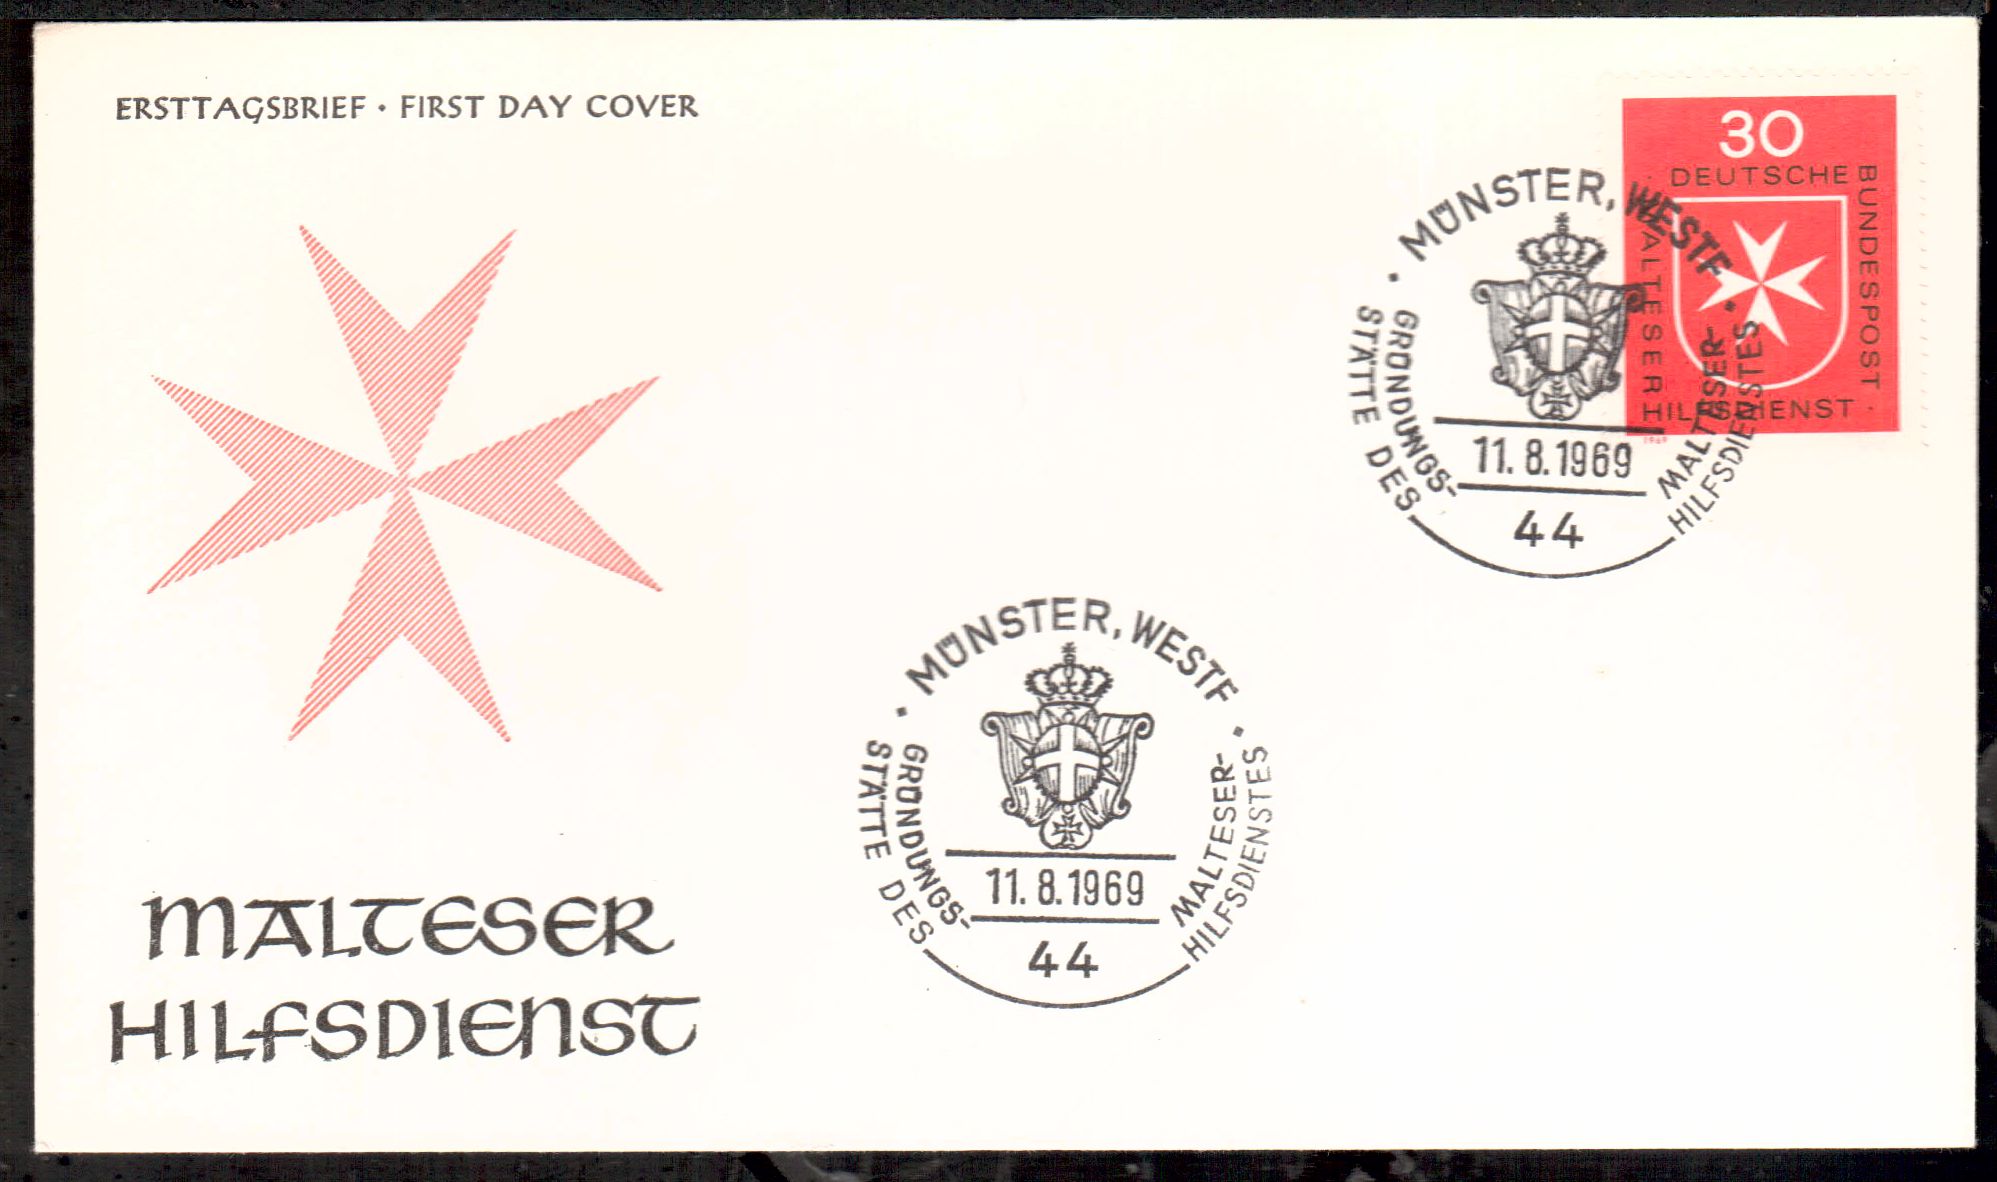 ERSTTAGSBRIEF · FIRST DAY COVER
30
DEUTSCHE BUNDESPOST
MALTESER HILFSDIENST
1969
· MÜNSTER, WESTF ·
GRÜNDUNGS-
STÄTTE DES
MALTESER-
HILFSDIENSTES
11.8.1969
44
· MÜNSTER, WESTF ·
GRÜNDUNGS-
STÄTTE DES
MALTESER-
HILFSDIENSTES
11.8.1969
44
MALTESER
HILFSDIENST